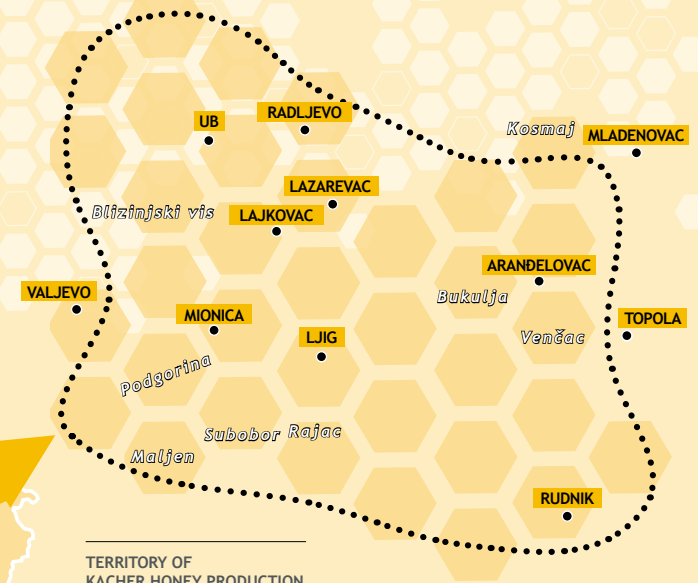 Kosmaj
RADLJEVO
UB
MLADENOVAC
LAZAREVAC
Blizinjski vis
LAJKOVAC
ARANĐELOVAC
VALJEVO
Bukulja
MIONICA
TOPOLA
LJIG
Venčac
Podgorina
Subobor
Rajac
Maljen
RUDNIK
TERRITORY OF
KACHER HONEY PRODUCTION